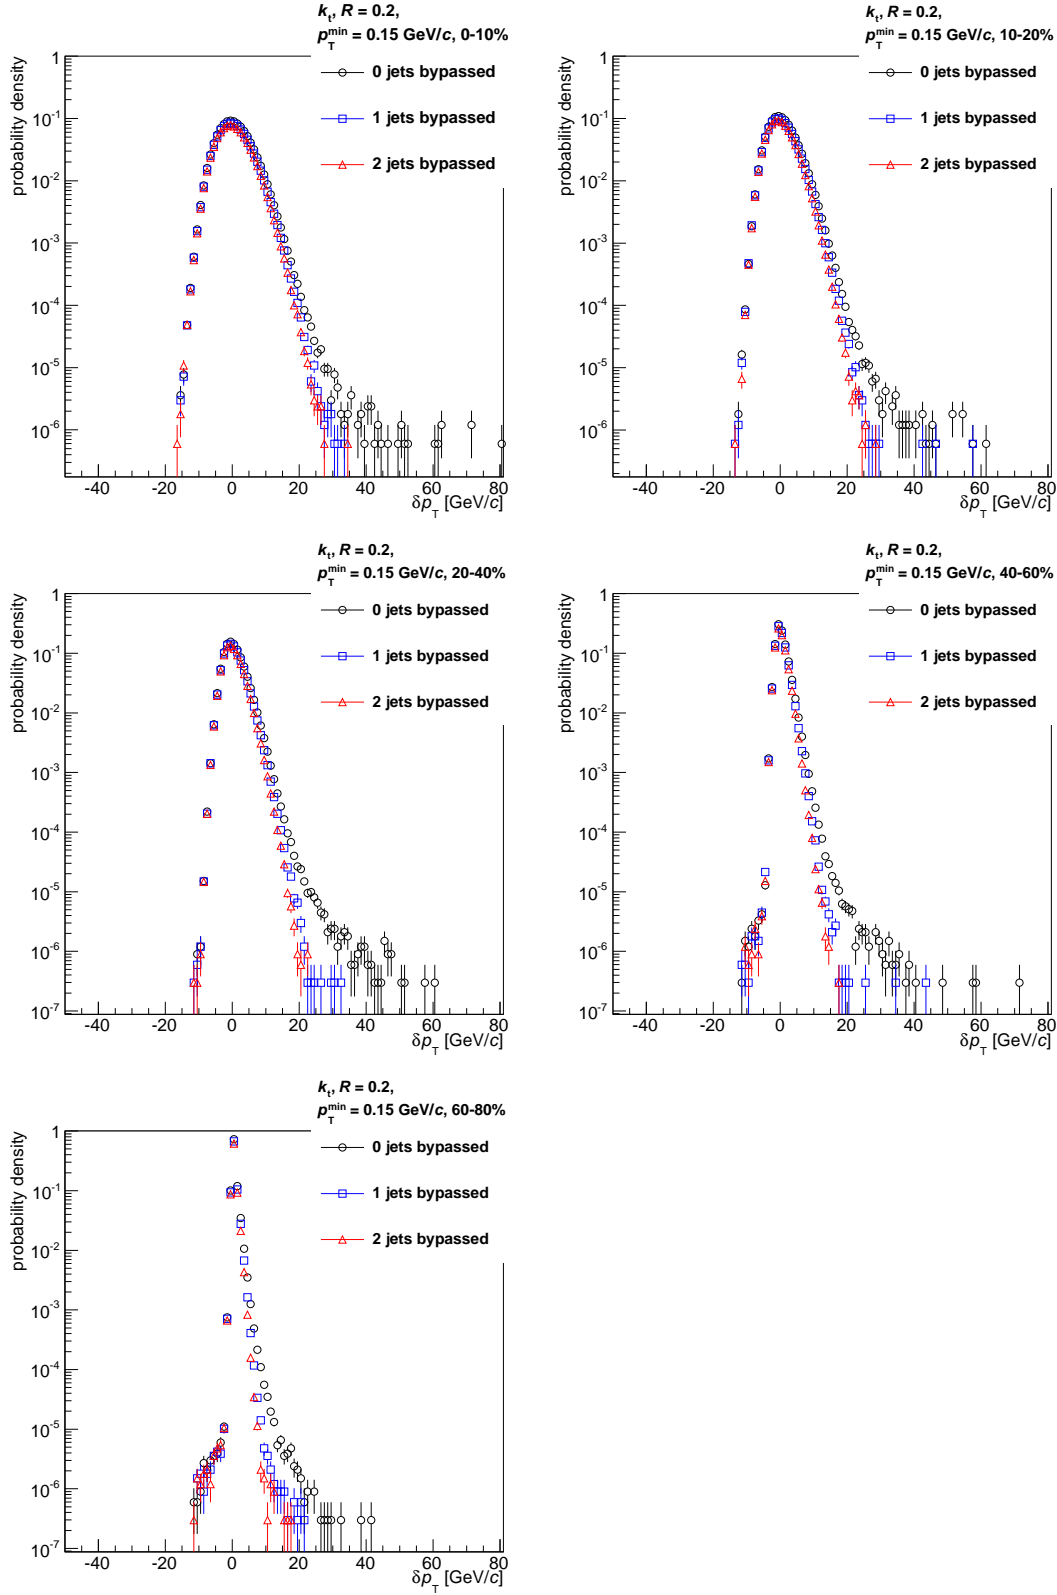 kt, R = 0.2,
pTmin = 0.15 GeV/c, 0-10%
probability density
1
10-1
10-2
10-3
10-4
10-5
10-6
0 jets bypassed
1 jets bypassed
2 jets bypassed
-40 -20 0 20 40 60 80
δpT [GeV/c]
kt, R = 0.2,
pTmin = 0.15 GeV/c, 10-20%
probability density
1
10-1
10-2
10-3
10-4
10-5
10-6
0 jets bypassed
1 jets bypassed
2 jets bypassed
-40 -20 0 20 40 60 80
δpT [GeV/c]
kt, R = 0.2,
pTmin = 0.15 GeV/c, 20-40%
probability density
1
10-1
10-2
10-3
10-4
10-5
10-6
10-7
0 jets bypassed
1 jets bypassed
2 jets bypassed
-40 -20 0 20 40 60 80
δpT [GeV/c]
kt, R = 0.2,
pTmin = 0.15 GeV/c, 40-60%
probability density
1
10-1
10-2
10-3
10-4
10-5
10-6
10-7
0 jets bypassed
1 jets bypassed
2 jets bypassed
-40 -20 0 20 40 60 80
δpT [GeV/c]
kt, R = 0.2,
pTmin = 0.15 GeV/c, 60-80%
probability density
1
10-1
10-2
10-3
10-4
10-5
10-6
10-7
0 jets bypassed
1 jets bypassed
2 jets bypassed
-40 -20 0 20 40 60 80
δpT [GeV/c]